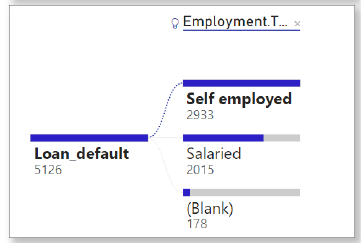 Employment.T... ×
Self employed
2933
Loan_default
5126
Salaried
2015
(Blank)
178